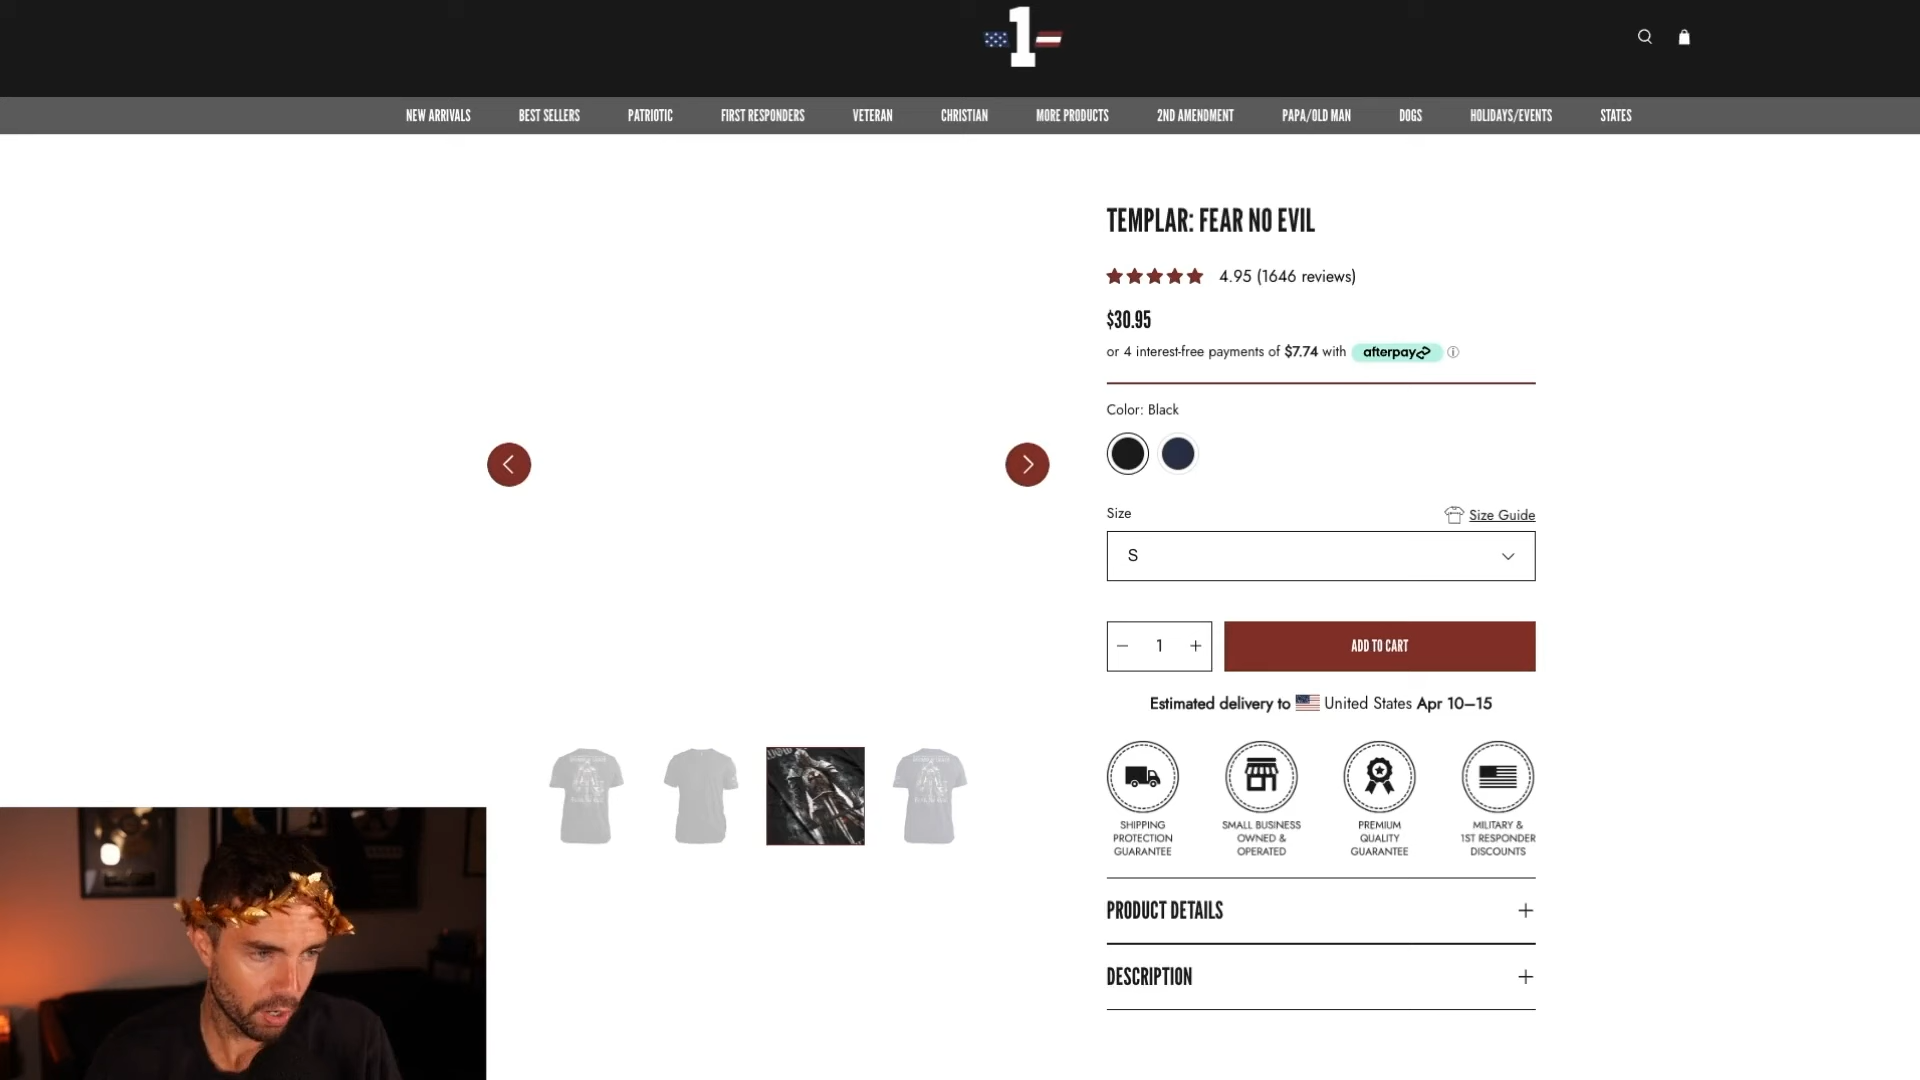 1
NEW ARRIVALS BEST SELLERS PATRIOTIC FIRST RESPONDERS VETERAN CHRISTIAN MORE PRODUCTS 2ND AMENDMENT PAPA/OLD MAN DOGS HOLIDAYS/EVENTS STATES
TEMPLAR: FEAR NO EVIL
4.95 (1646 reviews)
$30.95
or 4 interest-free payments of $7.74 with afterpay
Color: Black
Size
Size Guide
S
1
ADD TO CART
Estimated delivery to United States Apr 10–15
SHIPPING
PROTECTION
GUARANTEE
SMALL BUSINESS
OWNED &
OPERATED
PREMIUM
QUALITY
GUARANTEE
MILITARY &
1ST RESPONDER
DISCOUNTS
PRODUCT DETAILS
DESCRIPTION